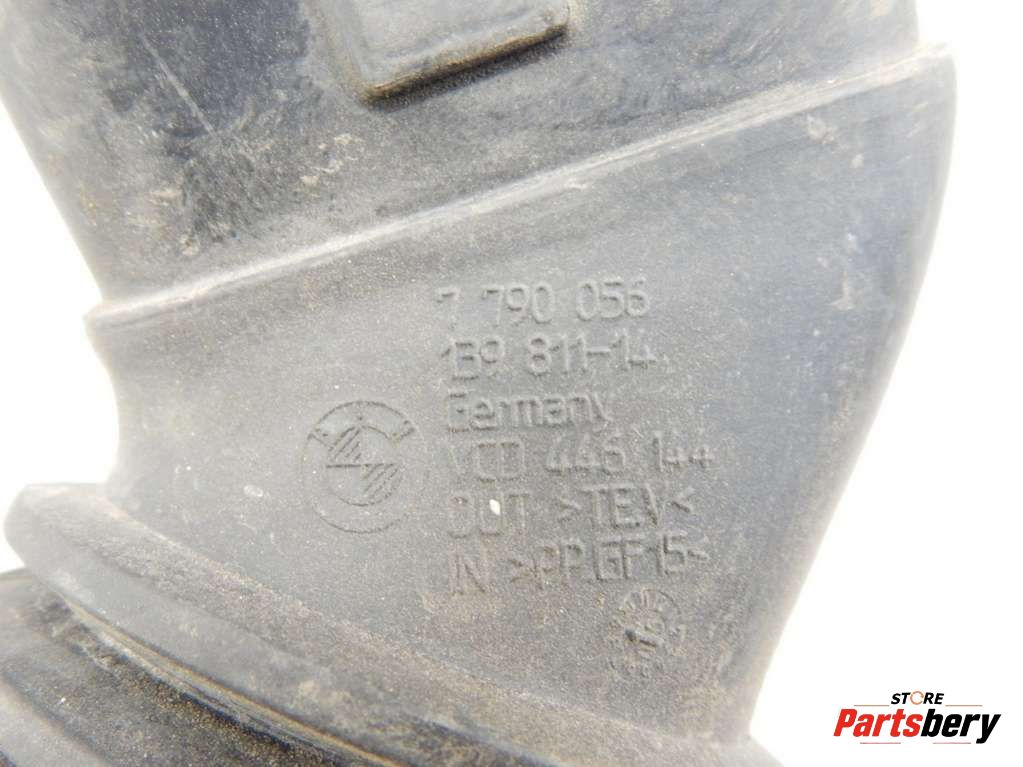 7 790 056
139 811-14
Germany
VCD 446 144
OUT >TEV<
IN >PP.GF15<
STORE
Partsbery